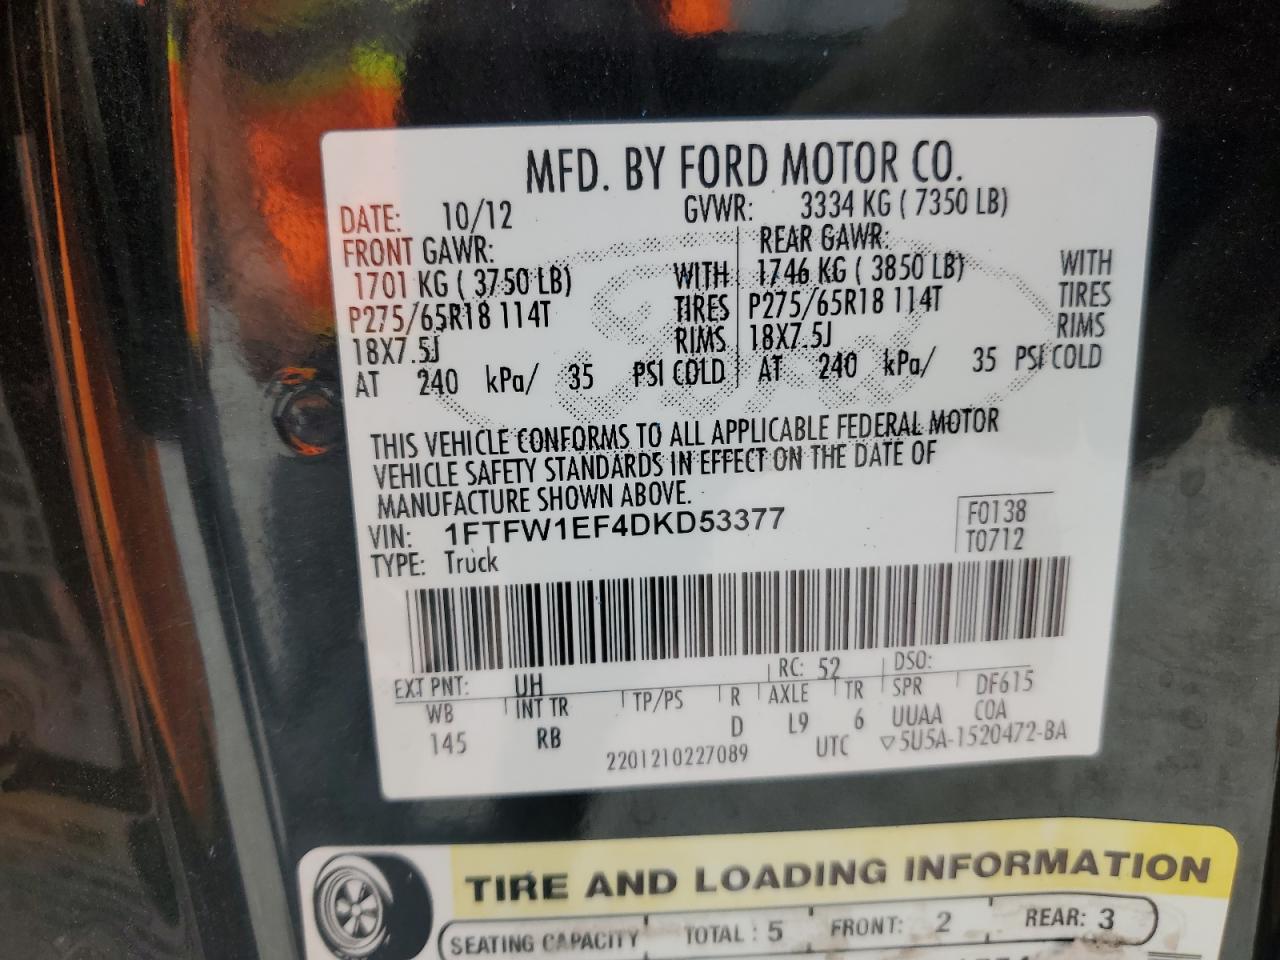 MFD. BY FORD MOTOR CO.
DATE: 10/12 GVWR: 3334 KG ( 7350 LB)
FRONT GAWR: REAR GAWR:
1701 KG ( 3750 LB) WITH 1746 KG ( 3850 LB) WITH
P275/65R18 114T TIRES P275/65R18 114T TIRES
18X7.5J RIMS 18X7.5J RIMS
AT 240 kPa/ 35 PSI COLD AT 240 kPa/ 35 PSI COLD
THIS VEHICLE CONFORMS TO ALL APPLICABLE FEDERAL MOTOR
VEHICLE SAFETY STANDARDS IN EFFECT ON THE DATE OF
MANUFACTURE SHOWN ABOVE.
VIN: 1FTFW1EF4DKD53377 F0138
TYPE: Truck T0712
EXT PNT: UH RC: 52 DSO:
WB INT TR TP/PS R AXLE TR SPR DF615
145 RB D L9 6 UUAA COA
2201210227089 UTC ▽5U5A-1520472-BA
TIRE AND LOADING INFORMATION
SEATING CAPACITY TOTAL : 5 FRONT: 2 REAR: 3